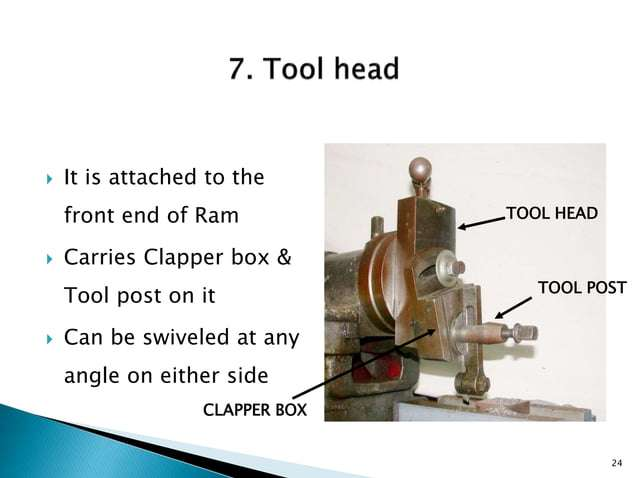 7. Tool head
It is attached to the
front end of Ram
Carries Clapper box &
Tool post on it
Can be swiveled at any
angle on either side
TOOL HEAD
TOOL POST
CLAPPER BOX
24